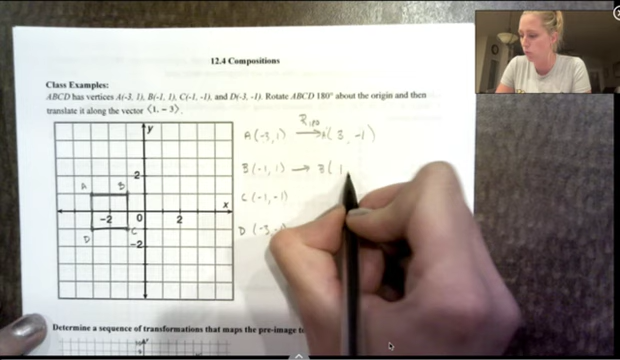 12.4 Compositions
Class Examples:
ABCD has vertices A(-3, 1), B(-1, 1), C(-1, -1), and D(-3, -1). Rotate ABCD 180° about the origin and then
translate it along the vector ⟨1, − 3⟩.
R180
A(-3,1) → A'(3, -1)
B(-1,1) → B'(1
C(-1,-1)
D(-3,-1
y
2
A B
x
−2 0 2
D C
−2
Determine a sequence of transformations that maps the pre-image to